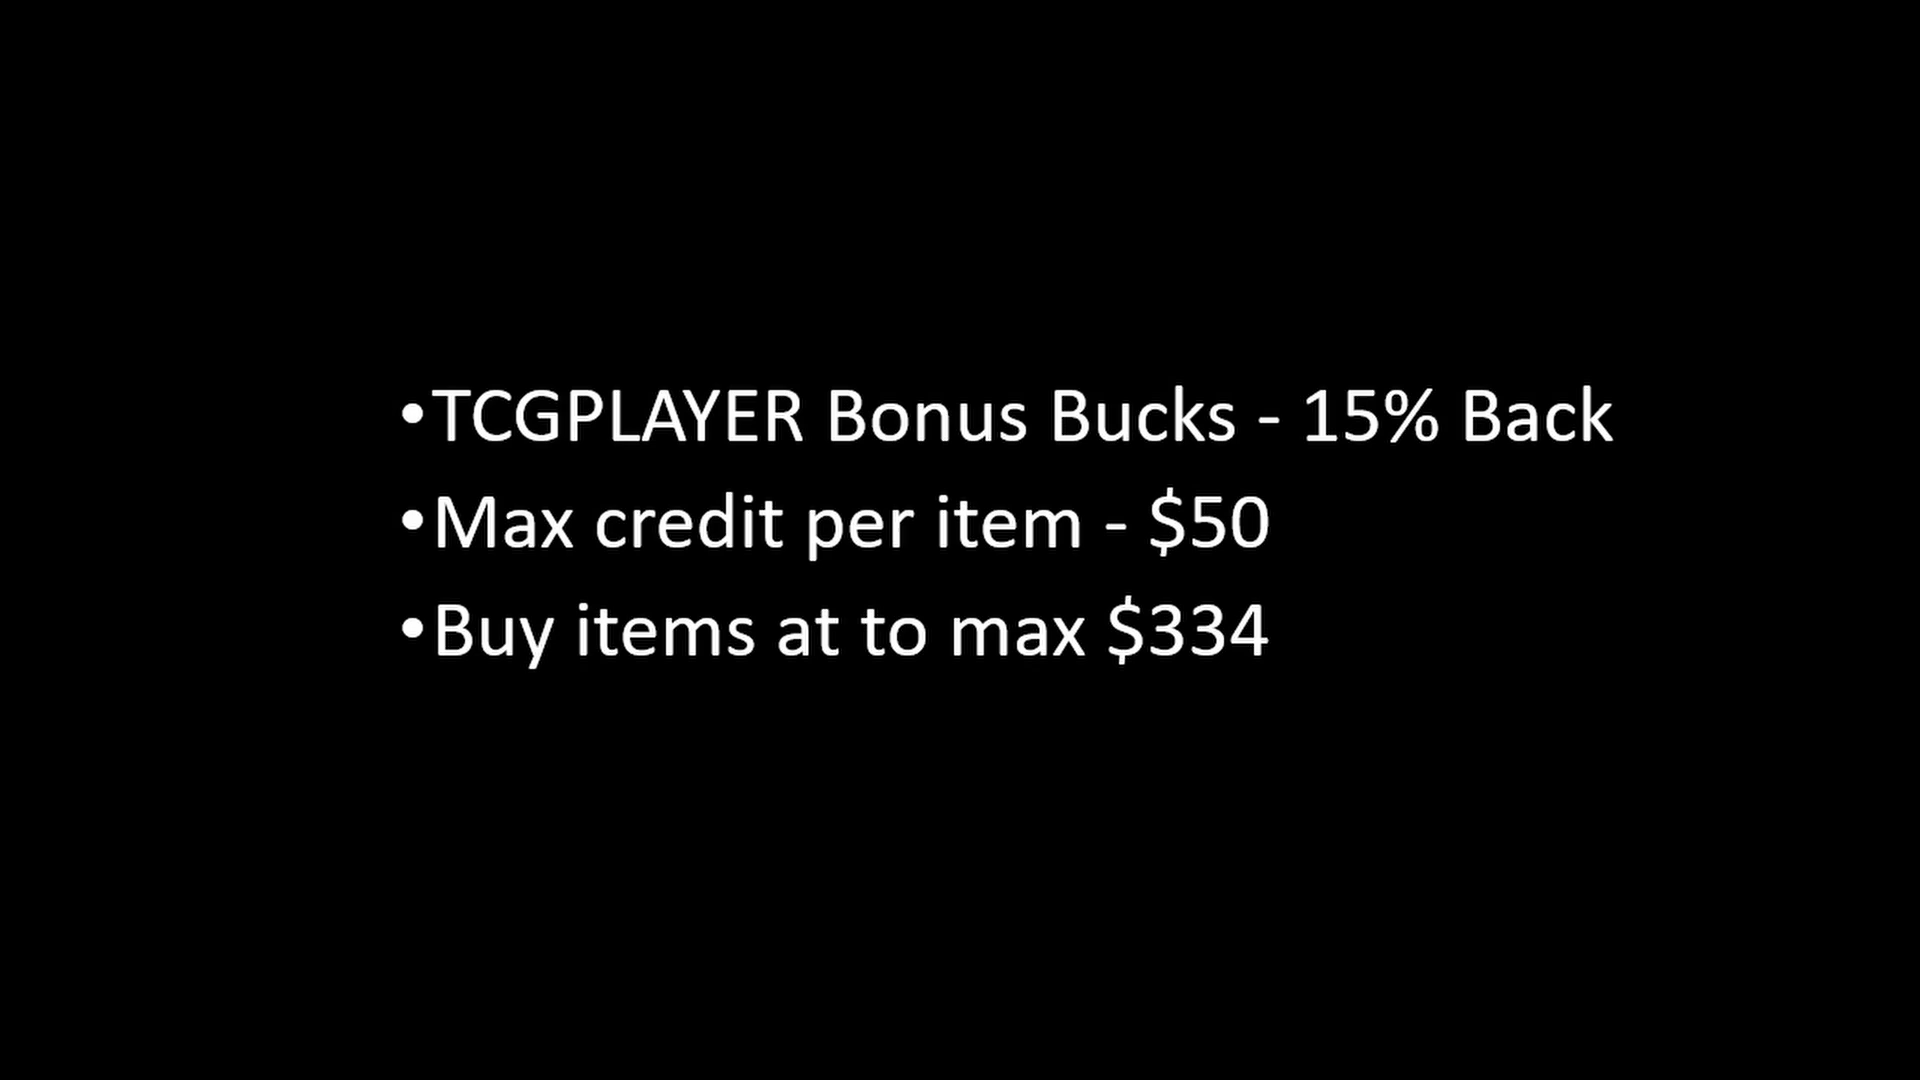 •TCGPLAYER Bonus Bucks - 15% Back
•Max credit per item - $50
•Buy items at to max $334